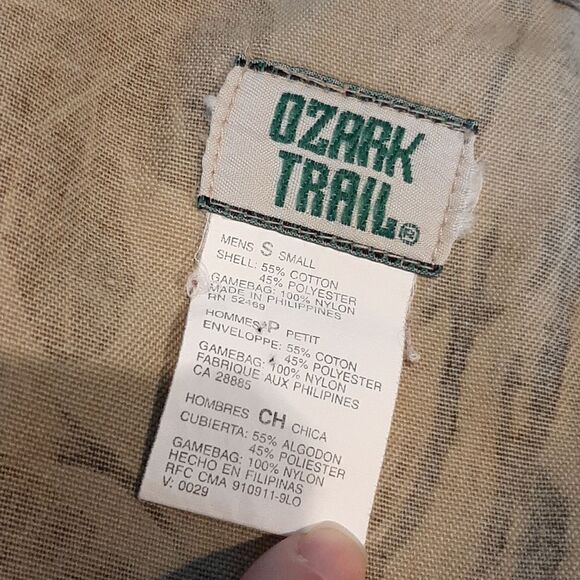 OZARK
TRAIL®
MENS S SMALL
SHELL: 55% COTTON
45% POLYESTER
GAMEBAG: 100% NYLON
MADE IN PHILIPPINES
RN 52469
HOMMES P PETIT
ENVELOPPE: 55% COTON
45% POLYESTER
GAMEBAG: 100% NYLON
FABRIQUE AUX PHILIPINES
CA 28885
HOMBRES CH CHICA
CUBIERTA: 55% ALGODON
45% POLIESTER
GAMEBAG: 100% NYLON
HECHO EN FILIPINAS
RFC CMA 910911-9LO
V: 0029